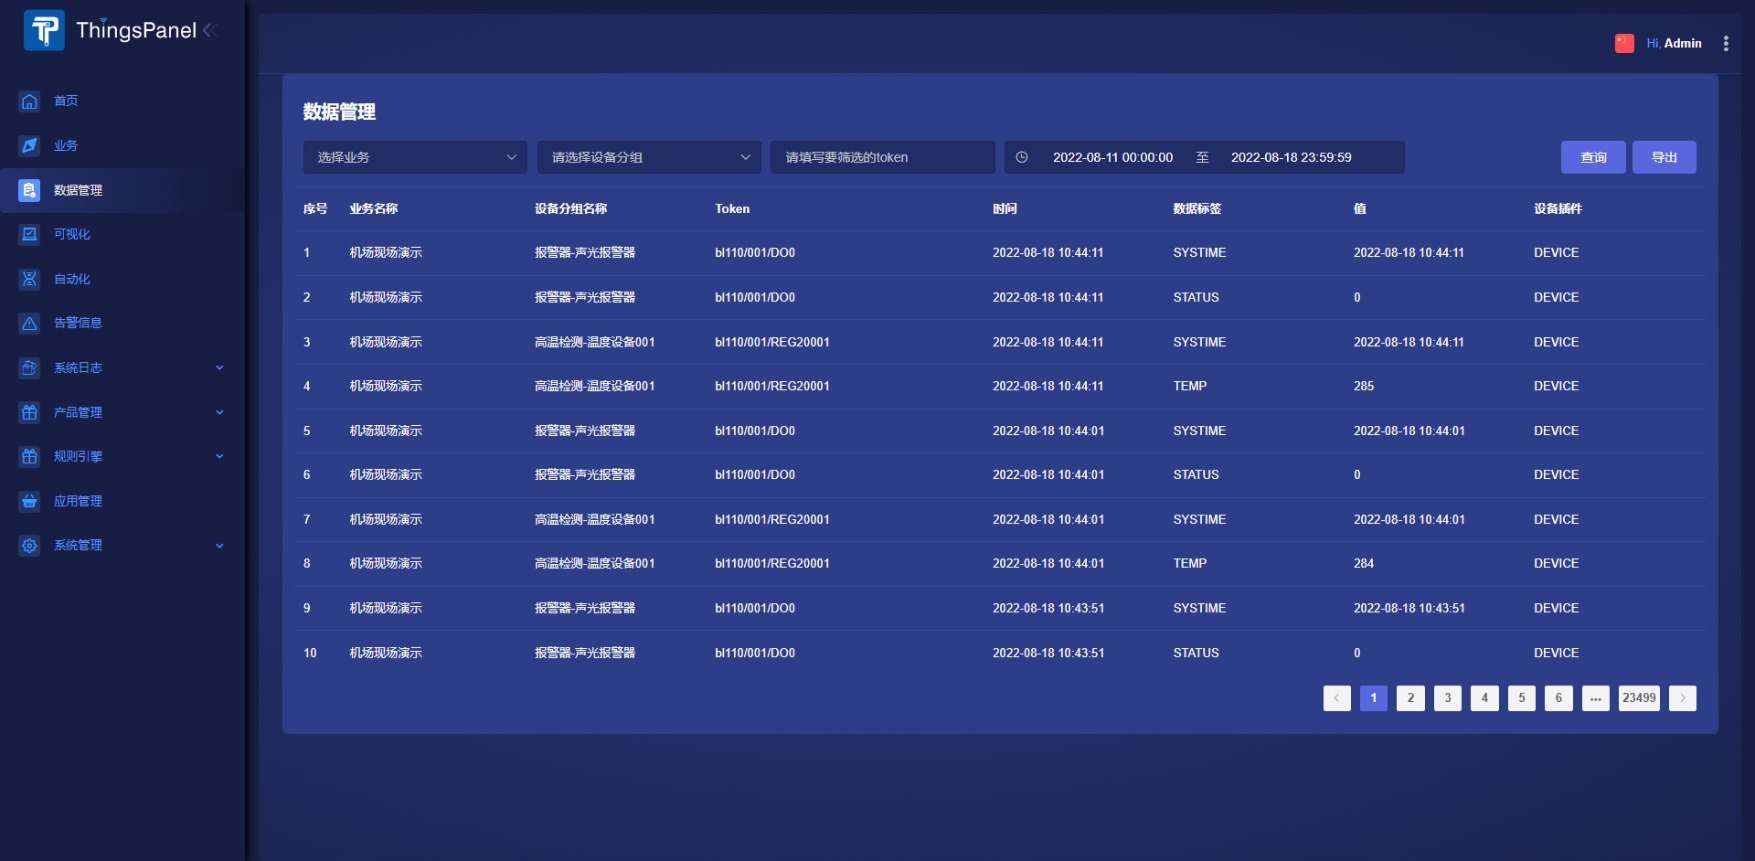 ThingsPanel
首页
业务
数据管理
可视化
自动化
告警信息
系统日志
产品管理
规则引擎
应用管理
系统管理
Hi, Admin
数据管理
选择业务 请选择设备分组 请填写要筛选的token 2022-08-11 00:00:00 至 2022-08-18 23:59:59 查询 导出
序号 业务名称 设备分组名称 Token 时间 数据标签 值 设备插件
1 机场现场演示 报警器-声光报警器 bl110/001/DO0 2022-08-18 10:44:11 SYSTIME 2022-08-18 10:44:11 DEVICE
2 机场现场演示 报警器-声光报警器 bl110/001/DO0 2022-08-18 10:44:11 STATUS 0 DEVICE
3 机场现场演示 高温检测-温度设备001 bl110/001/REG20001 2022-08-18 10:44:11 SYSTIME 2022-08-18 10:44:11 DEVICE
4 机场现场演示 高温检测-温度设备001 bl110/001/REG20001 2022-08-18 10:44:11 TEMP 285 DEVICE
5 机场现场演示 报警器-声光报警器 bl110/001/DO0 2022-08-18 10:44:01 SYSTIME 2022-08-18 10:44:01 DEVICE
6 机场现场演示 报警器-声光报警器 bl110/001/DO0 2022-08-18 10:44:01 STATUS 0 DEVICE
7 机场现场演示 高温检测-温度设备001 bl110/001/REG20001 2022-08-18 10:44:01 SYSTIME 2022-08-18 10:44:01 DEVICE
8 机场现场演示 高温检测-温度设备001 bl110/001/REG20001 2022-08-18 10:44:01 TEMP 284 DEVICE
9 机场现场演示 报警器-声光报警器 bl110/001/DO0 2022-08-18 10:43:51 SYSTIME 2022-08-18 10:43:51 DEVICE
10 机场现场演示 报警器-声光报警器 bl110/001/DO0 2022-08-18 10:43:51 STATUS 0 DEVICE
1 2 3 4 5 6 ... 23499